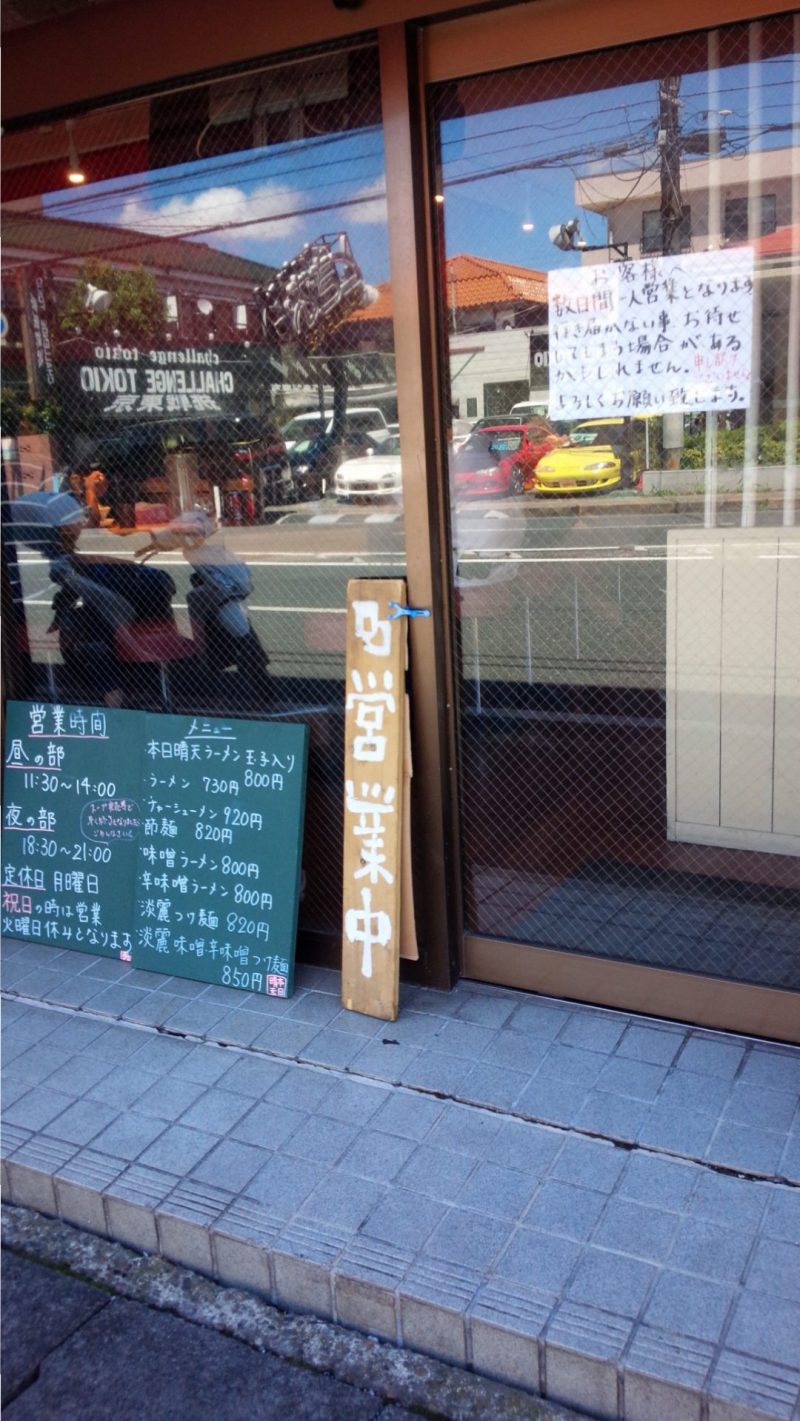 お客様へ
数日間一人営業となります
行き届かない事、お待せ
してしまう場合がある
かもしれません。申し訳
よろしくお願い致します。
challenge tokio
CHALLENGE TOKIO
営業中
営業時間
昼の部
11:30～14:00
夜の部
18:30～21:00
定休日 月曜日
祝日の時は営業
火曜日休みとなります
メニュー
本日晴天ラーメン玉子入り
800円
・ラーメン 730円
・チャーシューメン 920円
・節麺 820円
・味噌ラーメン 800円
・辛味噌ラーメン 800円
・淡麗つけ麺 820円
・淡麗味噌辛味噌つけ麺
850円